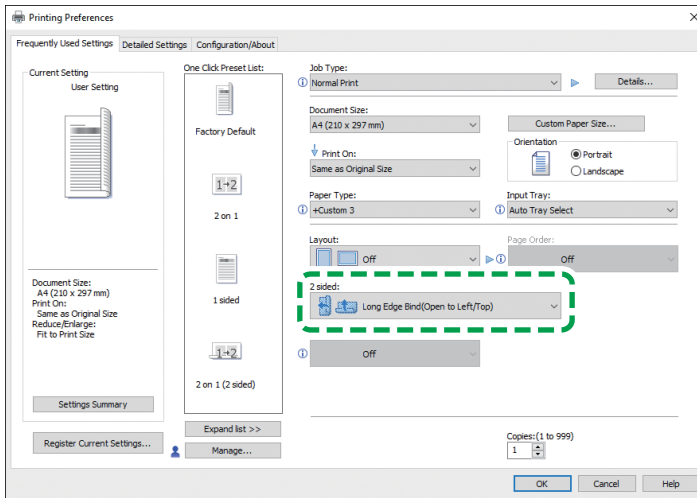 Printing Preferences
Frequently Used Settings Detailed Settings Configuration/About
Current Setting
User Setting
Document Size:
A4 (210 x 297 mm)
Print On:
Same as Original Size
Reduce/Enlarge:
Fit to Print Size
Settings Summary
Register Current Settings...
One Click Preset List:
Factory Default
1→2
2 on 1
1 sided
1→2
2 on 1 (2 sided)
Expand list >>
Manage...
Job Type:
Normal Print
Details...
Document Size:
A4 (210 x 297 mm)
Custom Paper Size...
Print On:
Same as Original Size
Orientation
Portrait
Landscape
Paper Type:
+Custom 3
Input Tray:
Auto Tray Select
Layout:
Off
Page Order:
Off
2 sided:
Long Edge Bind(Open to Left/Top)
Off
Copies:(1 to 999)
1
OK Cancel Help